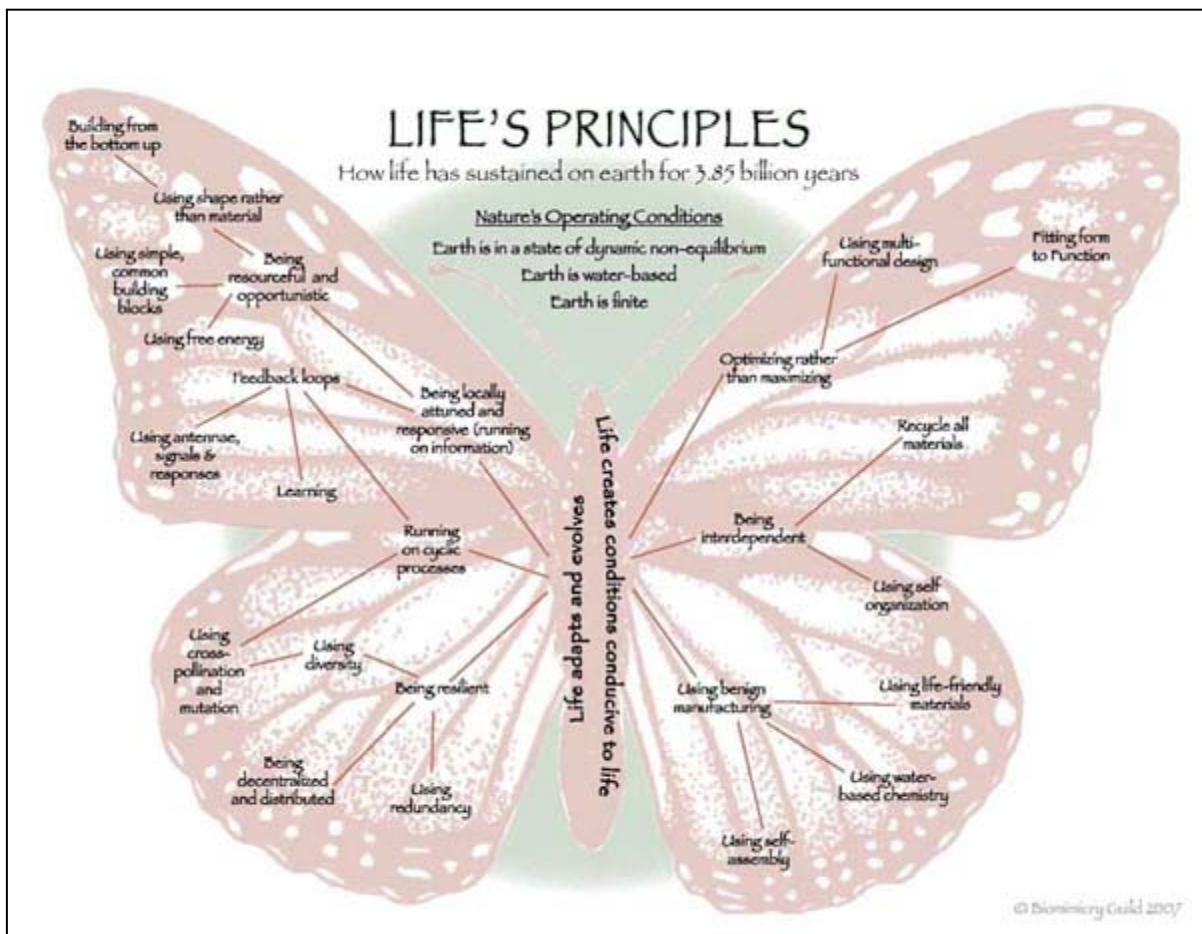 LIFE'S PRINCIPLES
How life has sustained on earth for 3.85 billion years
Nature's Operating Conditions
Earth is in a state of dynamic non-equilibrium
Earth is water-based
Earth is finite
Building from
the bottom up
Using shape rather
than material
Using simple,
common
building
blocks
Being
resourceful and
opportunistic
Using free energy
Feedback loops
Being locally
attuned and
responsive (running
on information)
Using antennae,
signals &
responses
Learning
Running
on cyclic
processes
Using
cross-
pollination
and
mutation
Using
diversity
Being resilient
Being
decentralized
and distributed
Using
redundancy
Life adapts and evolves
Life creates conditions conducive to life
Using multi-
functional design
Fitting form
to Function
Optimizing rather
than maximizing
Recycle all
materials
Being
interdependent
Using self
organization
Using benign
manufacturing
Using life-friendly
materials
Using water-
based chemistry
Using self-
assembly
© Biomimicry Guild 2007